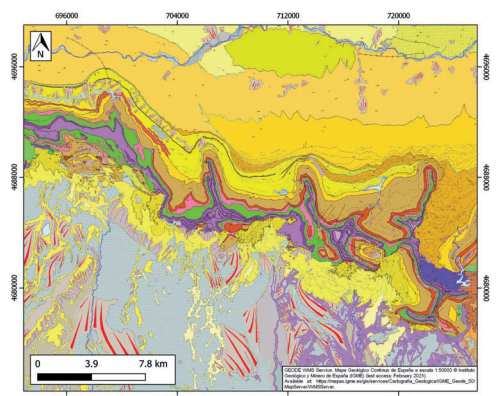 696000 704000 712000 720000
N
4696000 4696000
4688000 4688000
4680000 4680000
0 3.9 7.8 km
GEODE WMS Service. Mapa Geológico Continuo de España a escala 1:50000 © Instituto
Geológico y Minero de España (IGME) (last access: February 2021).
Available at https://mapas.igme.es/gis/services/Cartografia_Geologica/IGME_Geode_50/
MapServer/WMSServer.